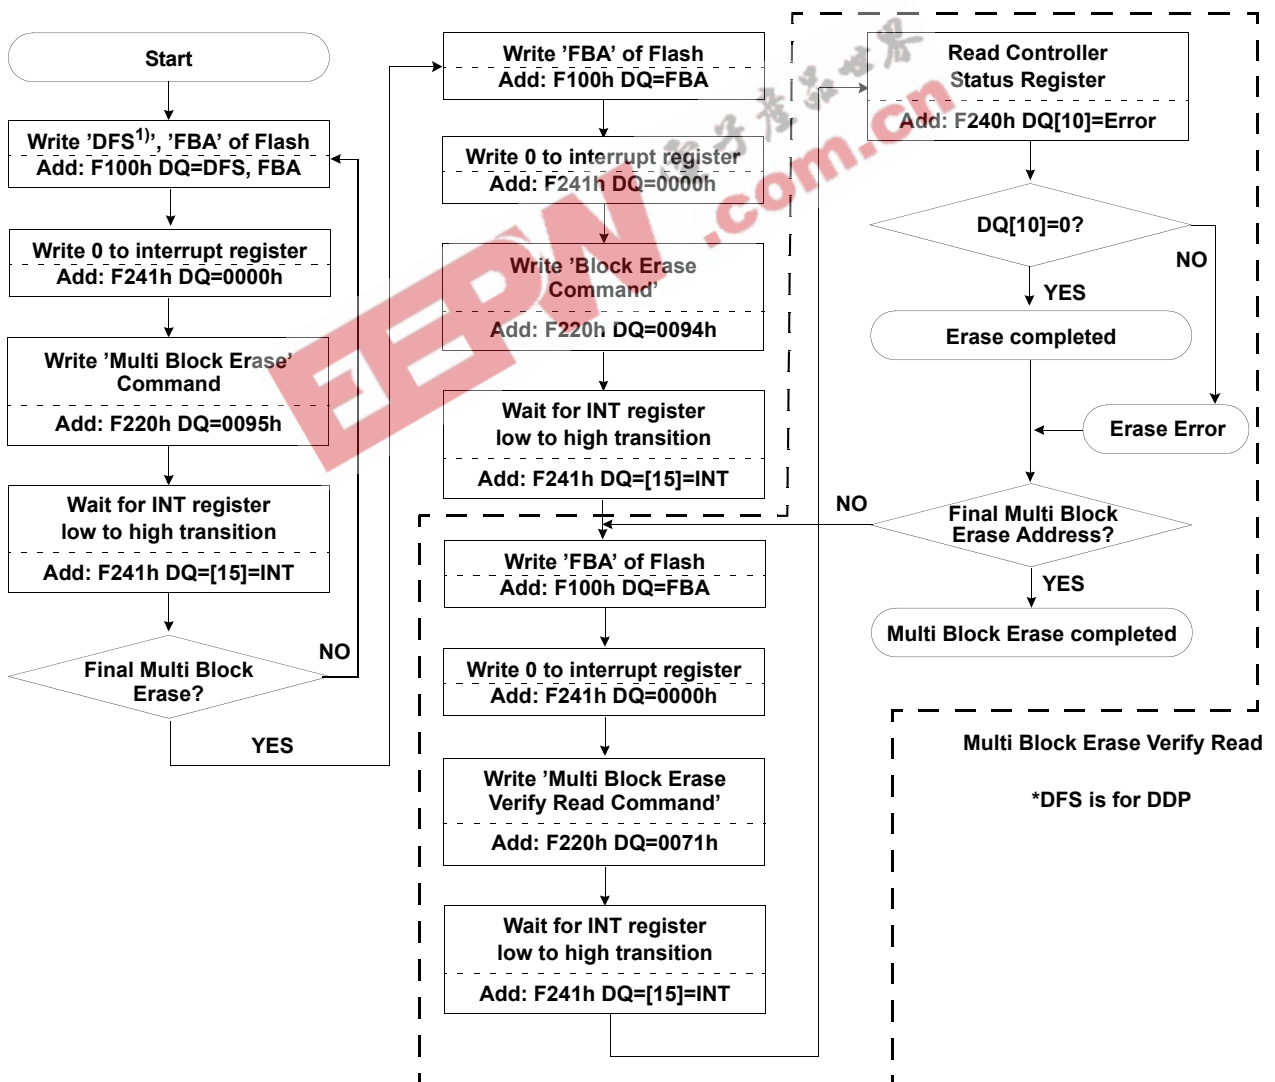 Start
Write ’DFS1)’, ’FBA’ of Flash
Add: F100h DQ=DFS, FBA
Write 0 to interrupt register
Add: F241h DQ=0000h
Write ’Multi Block Erase’
Command
Add: F220h DQ=0095h
Wait for INT register
low to high transition
Add: F241h DQ=[15]=INT
Final Multi Block
Erase?
NO
YES
Write ’FBA’ of Flash
Add: F100h DQ=FBA
Write 0 to interrupt register
Add: F241h DQ=0000h
Write ’Block Erase
Command’
Add: F220h DQ=0094h
Wait for INT register
low to high transition
Add: F241h DQ=[15]=INT
Write ’FBA’ of Flash
Add: F100h DQ=FBA
Write 0 to interrupt register
Add: F241h DQ=0000h
Write ’Multi Block Erase
Verify Read Command’
Add: F220h DQ=0071h
Wait for INT register
low to high transition
Add: F241h DQ=[15]=INT
Read Controller
Status Register
Add: F240h DQ[10]=Error
DQ[10]=0?
NO
YES
Erase completed
Erase Error
Final Multi Block
Erase Address?
NO
YES
Multi Block Erase completed
Multi Block Erase Verify Read
*DFS is for DDP
EEPW.com.cn
電子產品世界